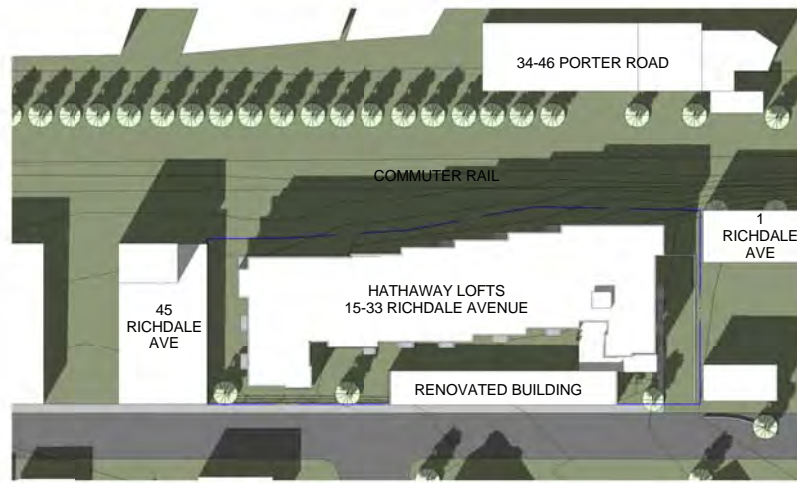 34-46 PORTER ROAD
COMMUTER RAIL
1
RICHDALE
AVE
HATHAWAY LOFTS
15-33 RICHDALE AVENUE
45
RICHDALE
AVE
RENOVATED BUILDING